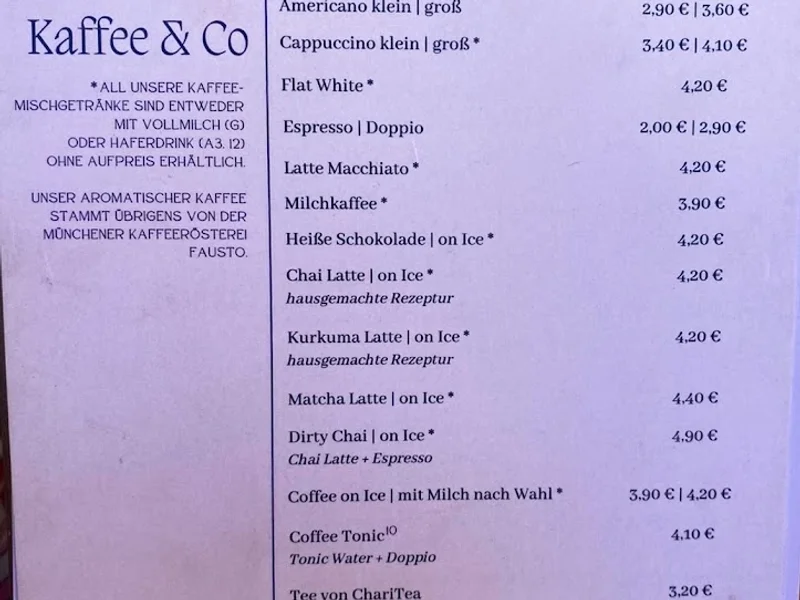 Kaffee & Co
*ALL UNSERE KAFFEE-
MISCHGETRÄNKE SIND ENTWEDER
MIT VOLLMILCH (G)
ODER HAFERDRINK (A3, 12)
OHNE AUFPREIS ERHÄLTLICH.
UNSER AROMATISCHER KAFFEE
STAMMT ÜBRIGENS VON DER
MÜNCHENER KAFFEERÖSTEREI
FAUSTO.
Americano klein | groß 2,90 € | 3,60 €
Cappuccino klein | groß * 3,40 € | 4,10 €
Flat White * 4,20 €
Espresso | Doppio 2,00 € | 2,90 €
Latte Macchiato * 4,20 €
Milchkaffee * 3,90 €
Heiße Schokolade | on Ice * 4,20 €
Chai Latte | on Ice * 4,20 €
hausgemachte Rezeptur
Kurkuma Latte | on Ice * 4,20 €
hausgemachte Rezeptur
Matcha Latte | on Ice * 4,40 €
Dirty Chai | on Ice * 4,90 €
Chai Latte + Espresso
Coffee on Ice | mit Milch nach Wahl * 3,90 € | 4,20 €
Coffee Tonic¹⁰ 4,10 €
Tonic Water + Doppio
Tee von ChariTea 3,20 €